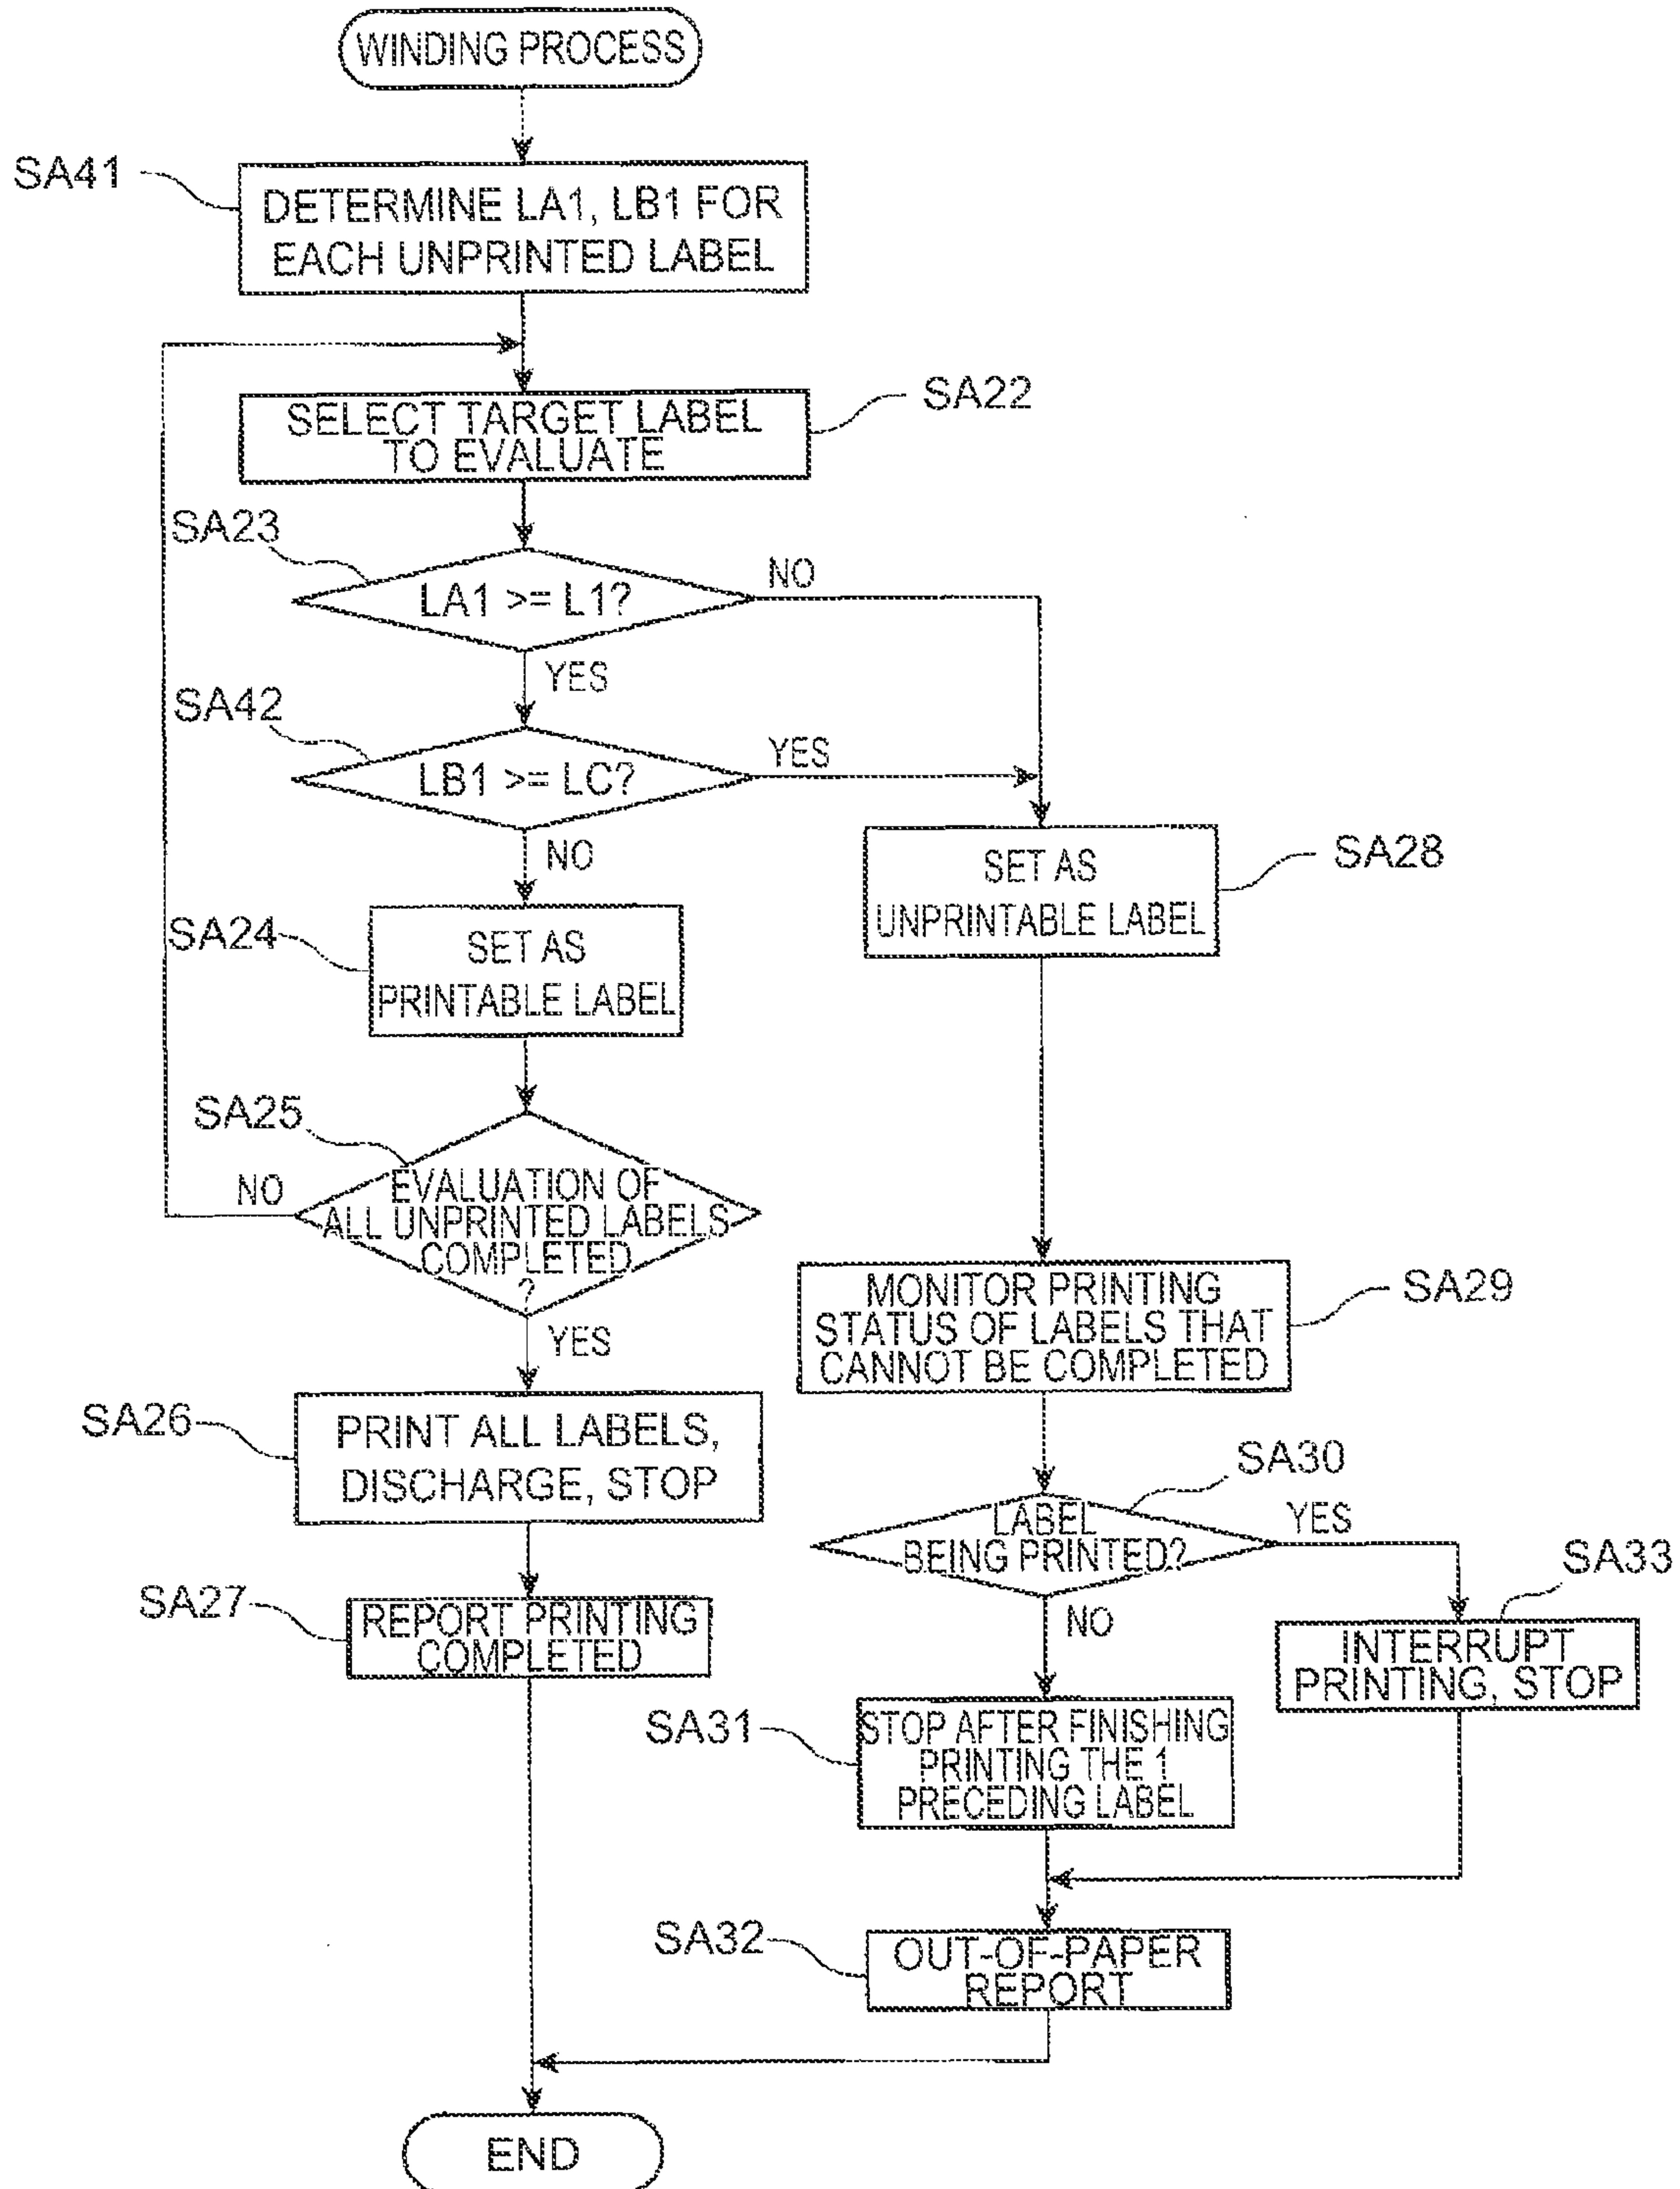 WINDING PROCESS
SA41
DETERMINE LA1, LB1 FOR
EACH UNPRINTED LABEL
SA22
SELECT TARGET LABEL
TO EVALUATE
SA23
LA1 >= L1?
NO
YES
SA42
LB1 >= LC?
YES
NO
SA28
SET AS
UNPRINTABLE LABEL
SA24
SET AS
PRINTABLE LABEL
SA25
EVALUATION OF
ALL UNPRINTED LABELS
COMPLETED
?
NO
YES
SA29
MONITOR PRINTING
STATUS OF LABELS THAT
CANNOT BE COMPLETED
SA26
PRINT ALL LABELS,
DISCHARGE, STOP
SA30
LABEL
BEING PRINTED?
YES
NO
SA33
INTERRUPT
PRINTING, STOP
SA27
REPORT PRINTING
COMPLETED
SA31
STOP AFTER FINISHING
PRINTING THE 1
PRECEDING LABEL
SA32
OUT-OF-PAPER
REPORT
END